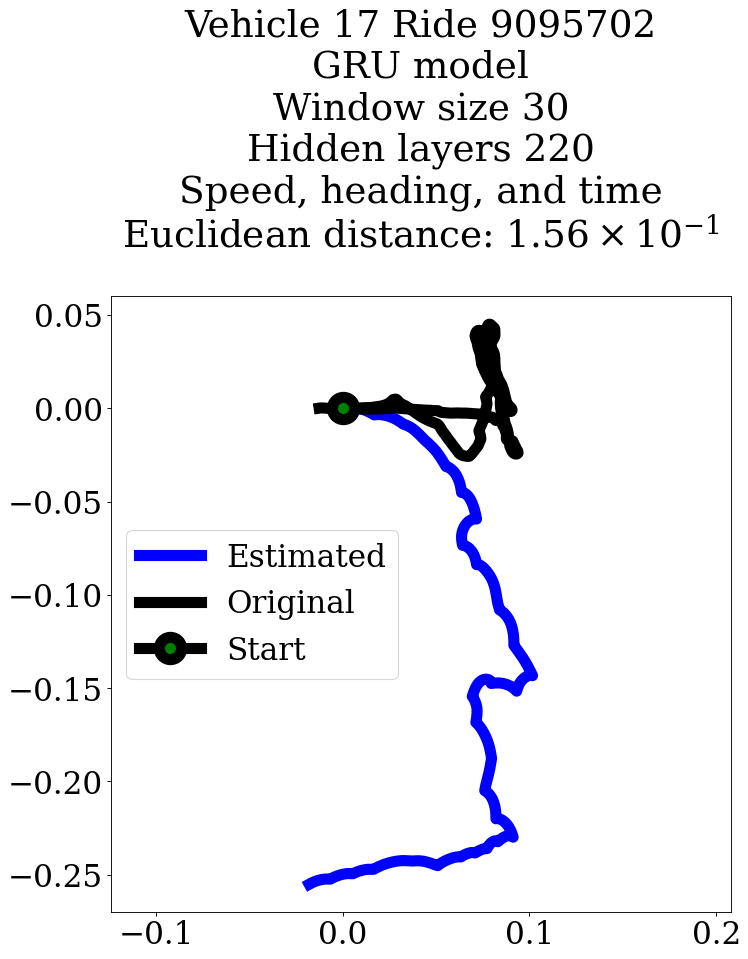 Vehicle 17 Ride 9095702
GRU model
Window size 30
Hidden layers 220
Speed, heading, and time
Euclidean distance: 1.56 × 10⁻¹
0.05
0.00
−0.05
−0.10
−0.15
−0.20
−0.25
Estimated
Original
Start
−0.1 0.0 0.1 0.2